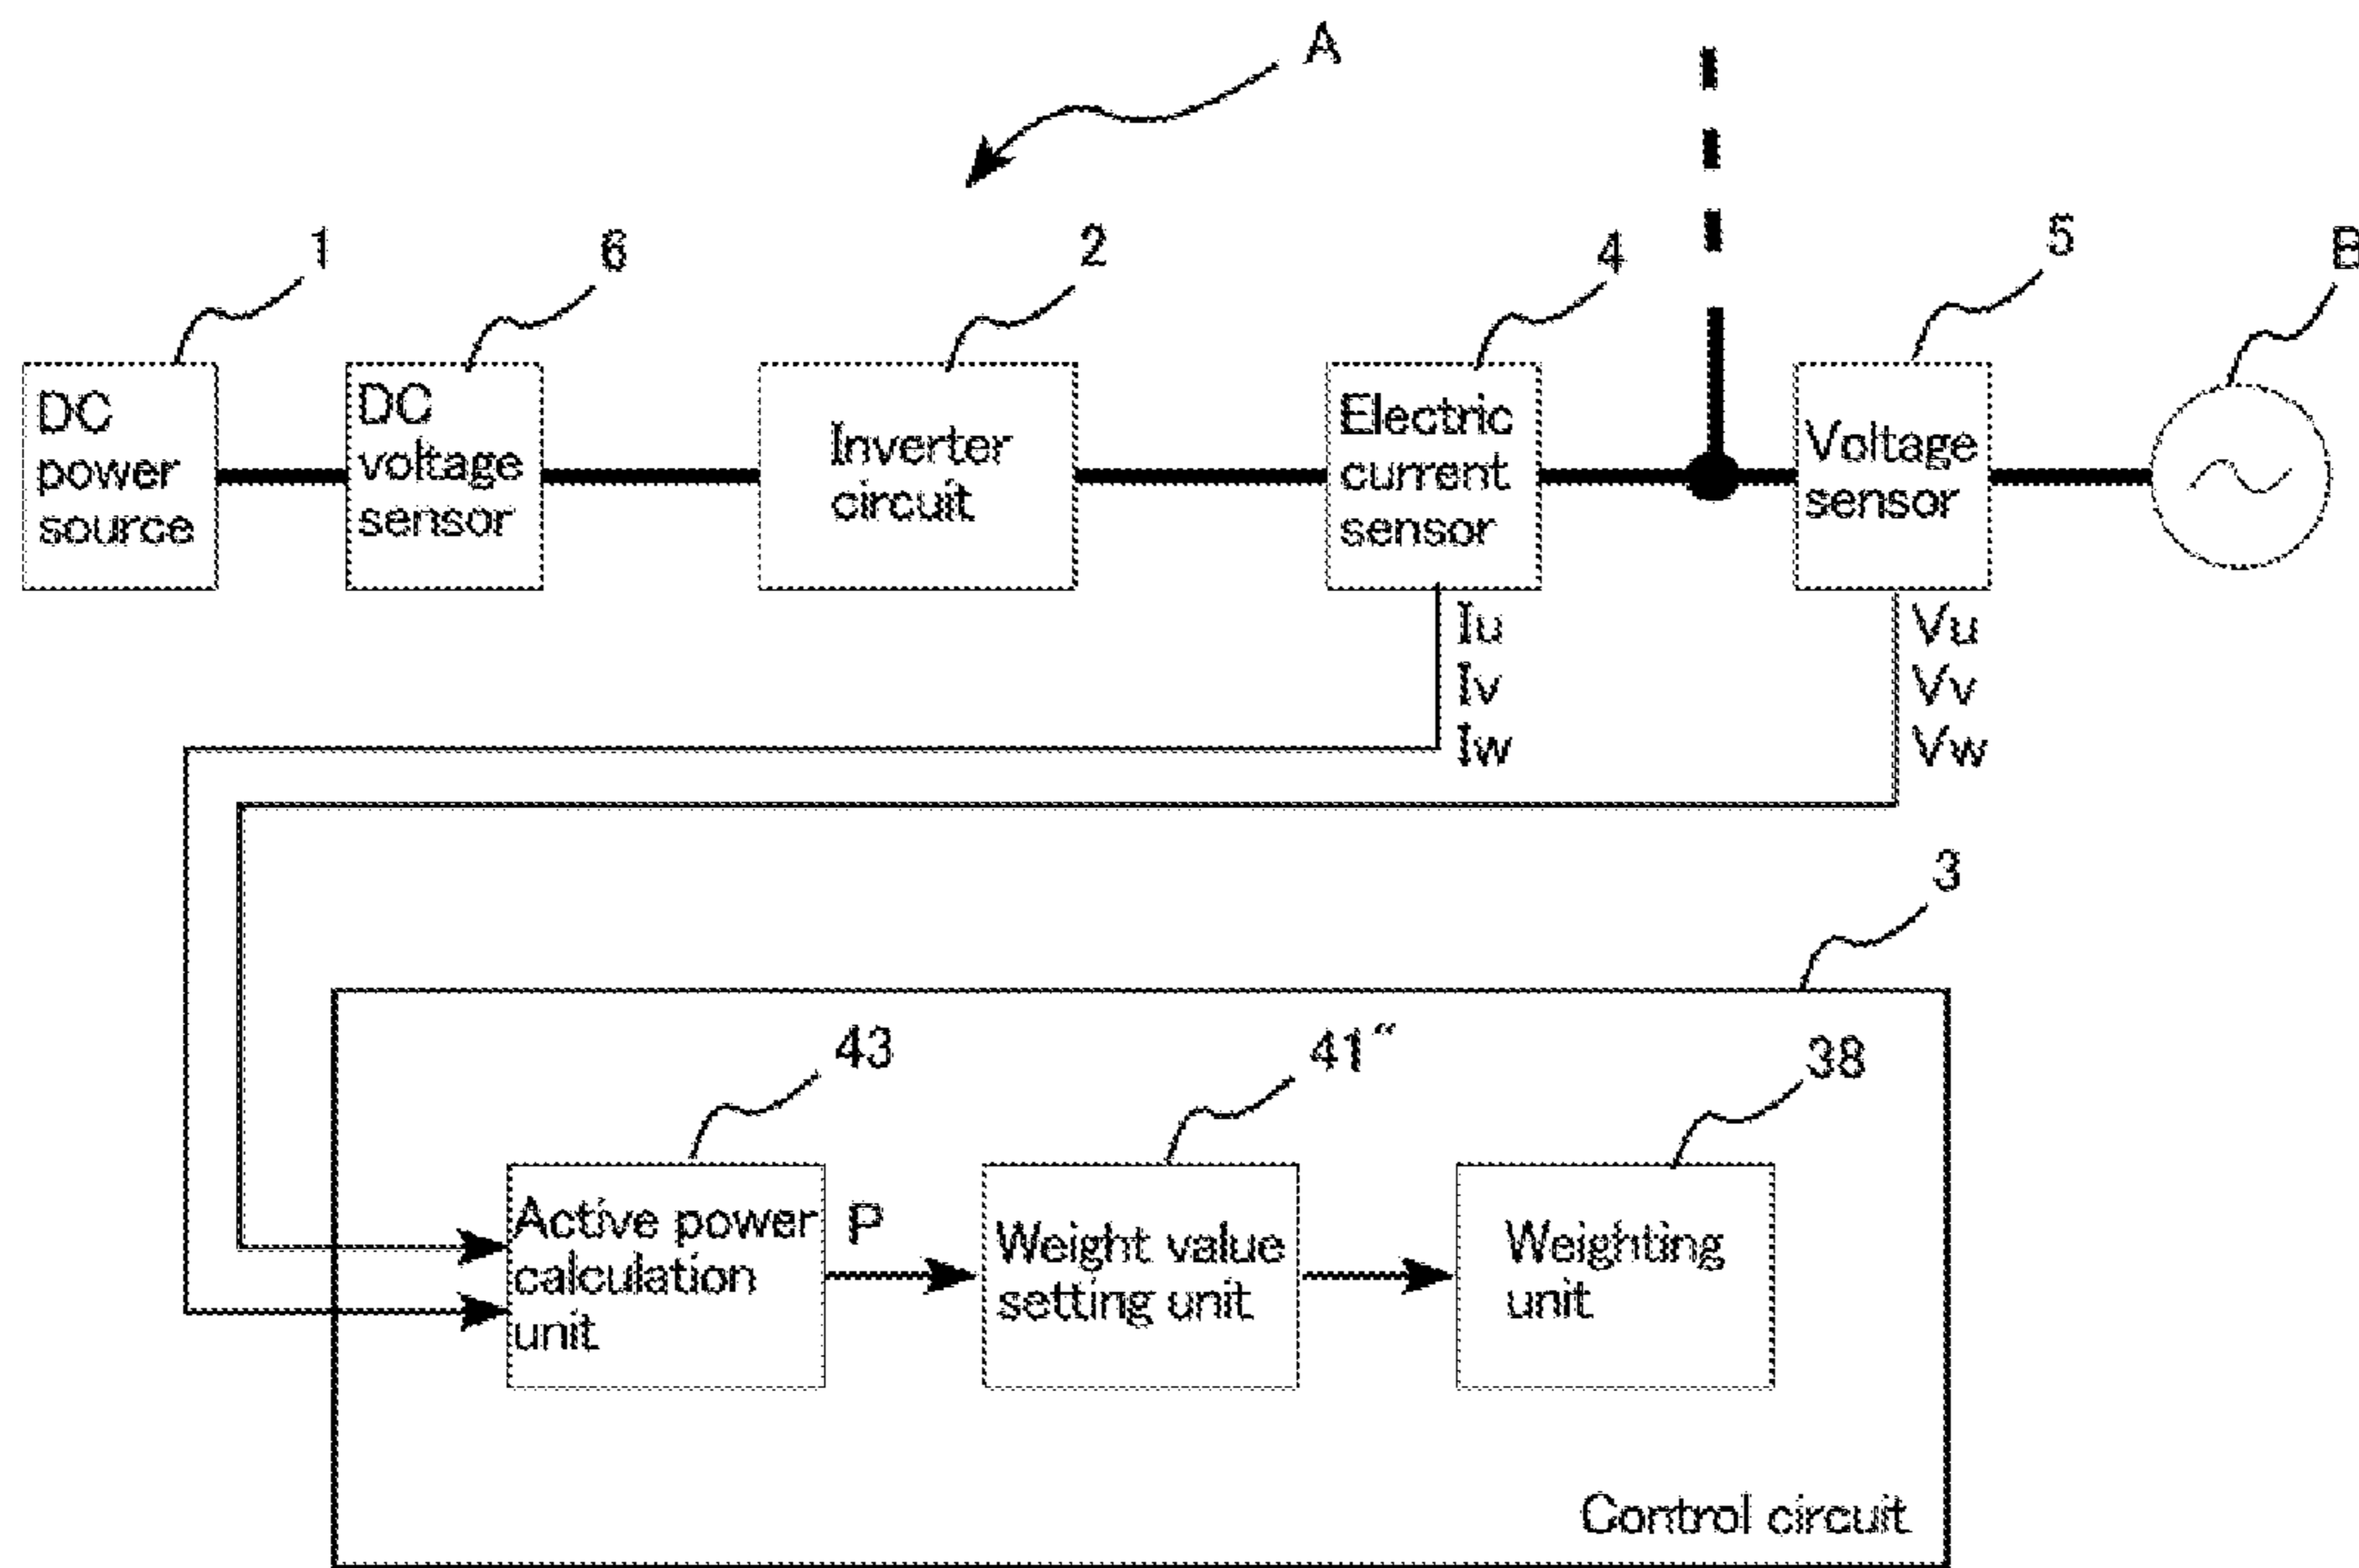 A
1
6
2
4
5
B
DC
power
source
DC
voltage
sensor
Inverter
circuit
Electric
current
sensor
Voltage
sensor
Iu
Iv
Iw
Vu
Vv
Vw
3
43
41“
38
Active power
calculation
unit
P
Weight value
setting unit
Weighting
unit
Control circuit